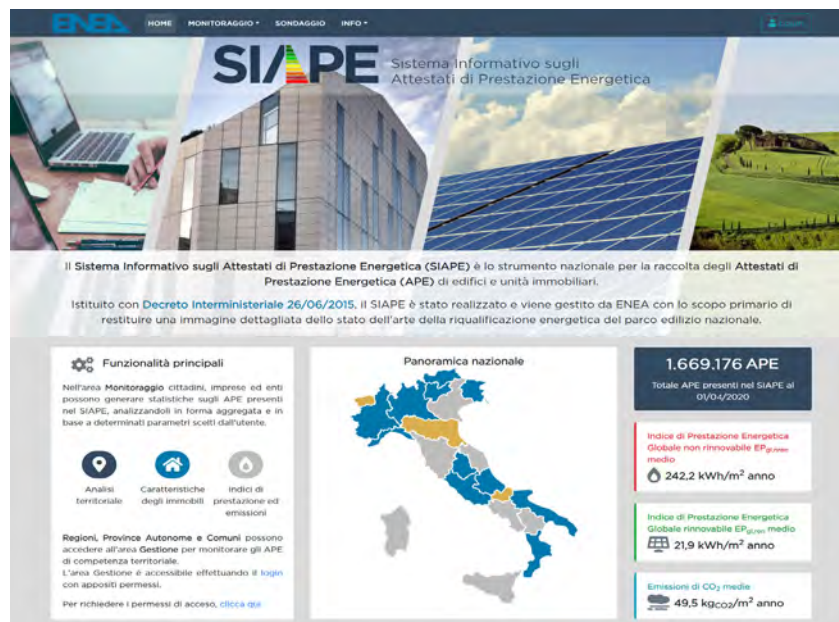 ENEA
HOME MONITORAGGIO SONDAGGIO INFO
SIAPE Sistema Informativo sugli
Attestati di Prestazione Energetica
Il Sistema Informativo sugli Attestati di Prestazione Energetica (SIAPE) è lo strumento nazionale per la raccolta degli Attestati di
Prestazione Energetica (APE) di edifici e unità immobiliari.
Istituito con Decreto Interministeriale 26/06/2015, il SIAPE è stato realizzato e viene gestito da ENEA con lo scopo primario di
restituire una immagine dettagliata dello stato dell'arte della riqualificazione energetica del parco edilizio nazionale.
Funzionalità principali
Nell'area Monitoraggio cittadini, imprese ed enti
possono generare statistiche sugli APE presenti
nel SIAPE, analizzandoli in forma aggregata e in
base a determinati parametri scelti dall'utente.
Analisi
territoriale
Caratteristiche
degli immobili
Indici di
prestazione ed
emissioni
Regioni, Province Autonome e Comuni possono
accedere all'area Gestione per monitorare gli APE
di competenza territoriale.
L'area Gestione è accessibile effettuando il login
con appositi permessi.
Per richiedere i permessi di acceso, clicca qui
Panoramica nazionale
1.669.176 APE
Totale APE presenti nel SIAPE al
01/04/2020
Indice di Prestazione Energetica
Globale non rinnovabile EPgl,nren
medio
242,2 kWh/m² anno
Indice di Prestazione Energetica
Globale rinnovabile EPgl,ren medio
21,9 kWh/m² anno
Emissioni di CO₂ medie
49,5 kgCO2/m² anno